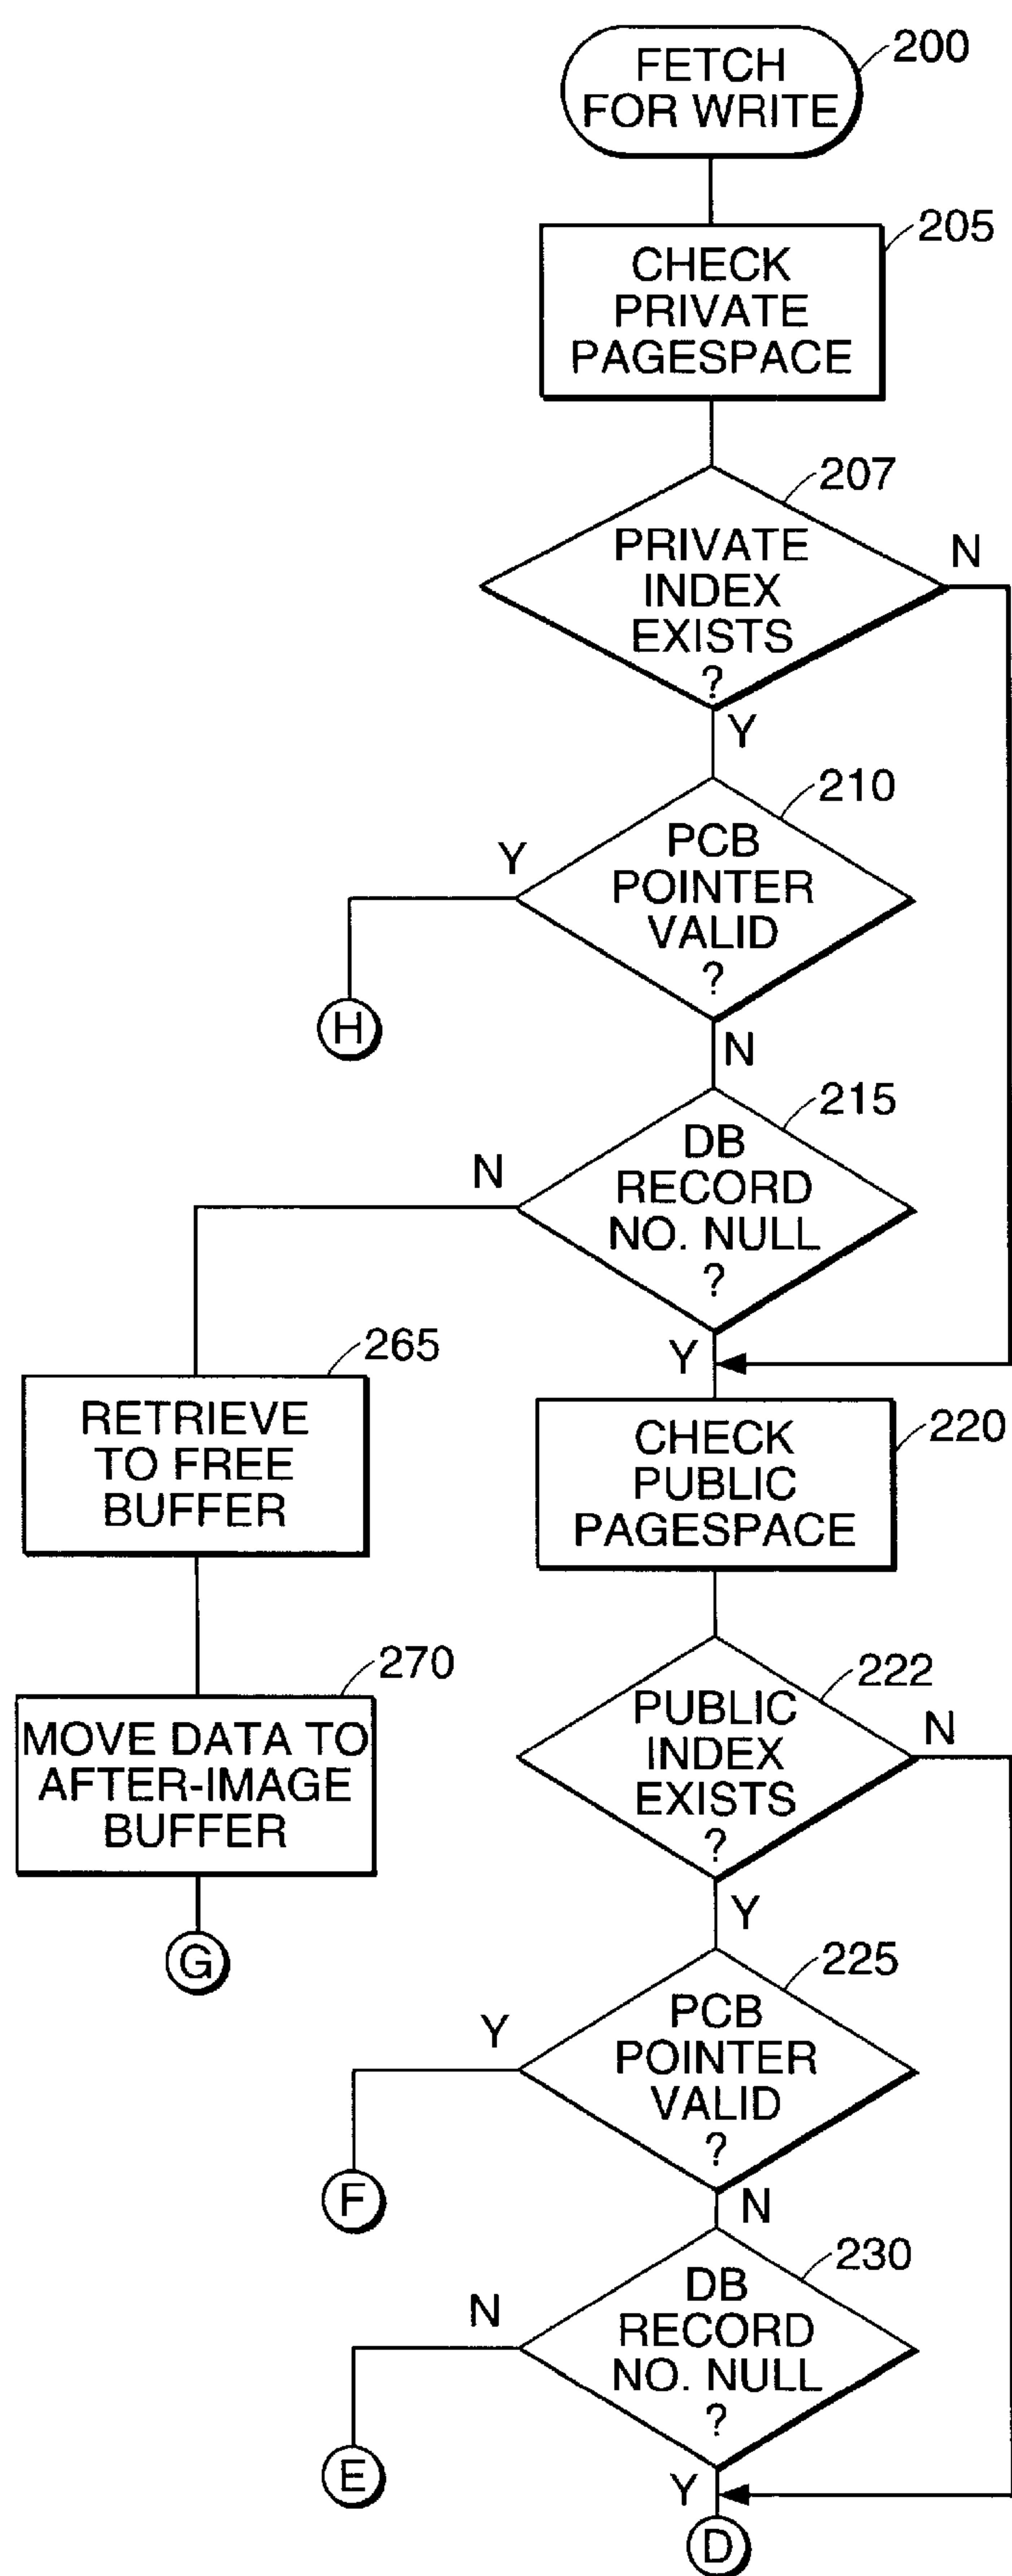 FETCH
FOR WRITE
200
CHECK
PRIVATE
PAGESPACE
205
PRIVATE
INDEX
EXISTS
?
207
N
Y
PCB
POINTER
VALID
?
210
Y
H
N
DB
RECORD
NO. NULL
?
215
N
Y
RETRIEVE
TO FREE
BUFFER
265
CHECK
PUBLIC
PAGESPACE
220
MOVE DATA TO
AFTER-IMAGE
BUFFER
270
G
PUBLIC
INDEX
EXISTS
?
222
N
Y
PCB
POINTER
VALID
?
225
Y
F
N
DB
RECORD
NO. NULL
?
230
N
E
Y
D